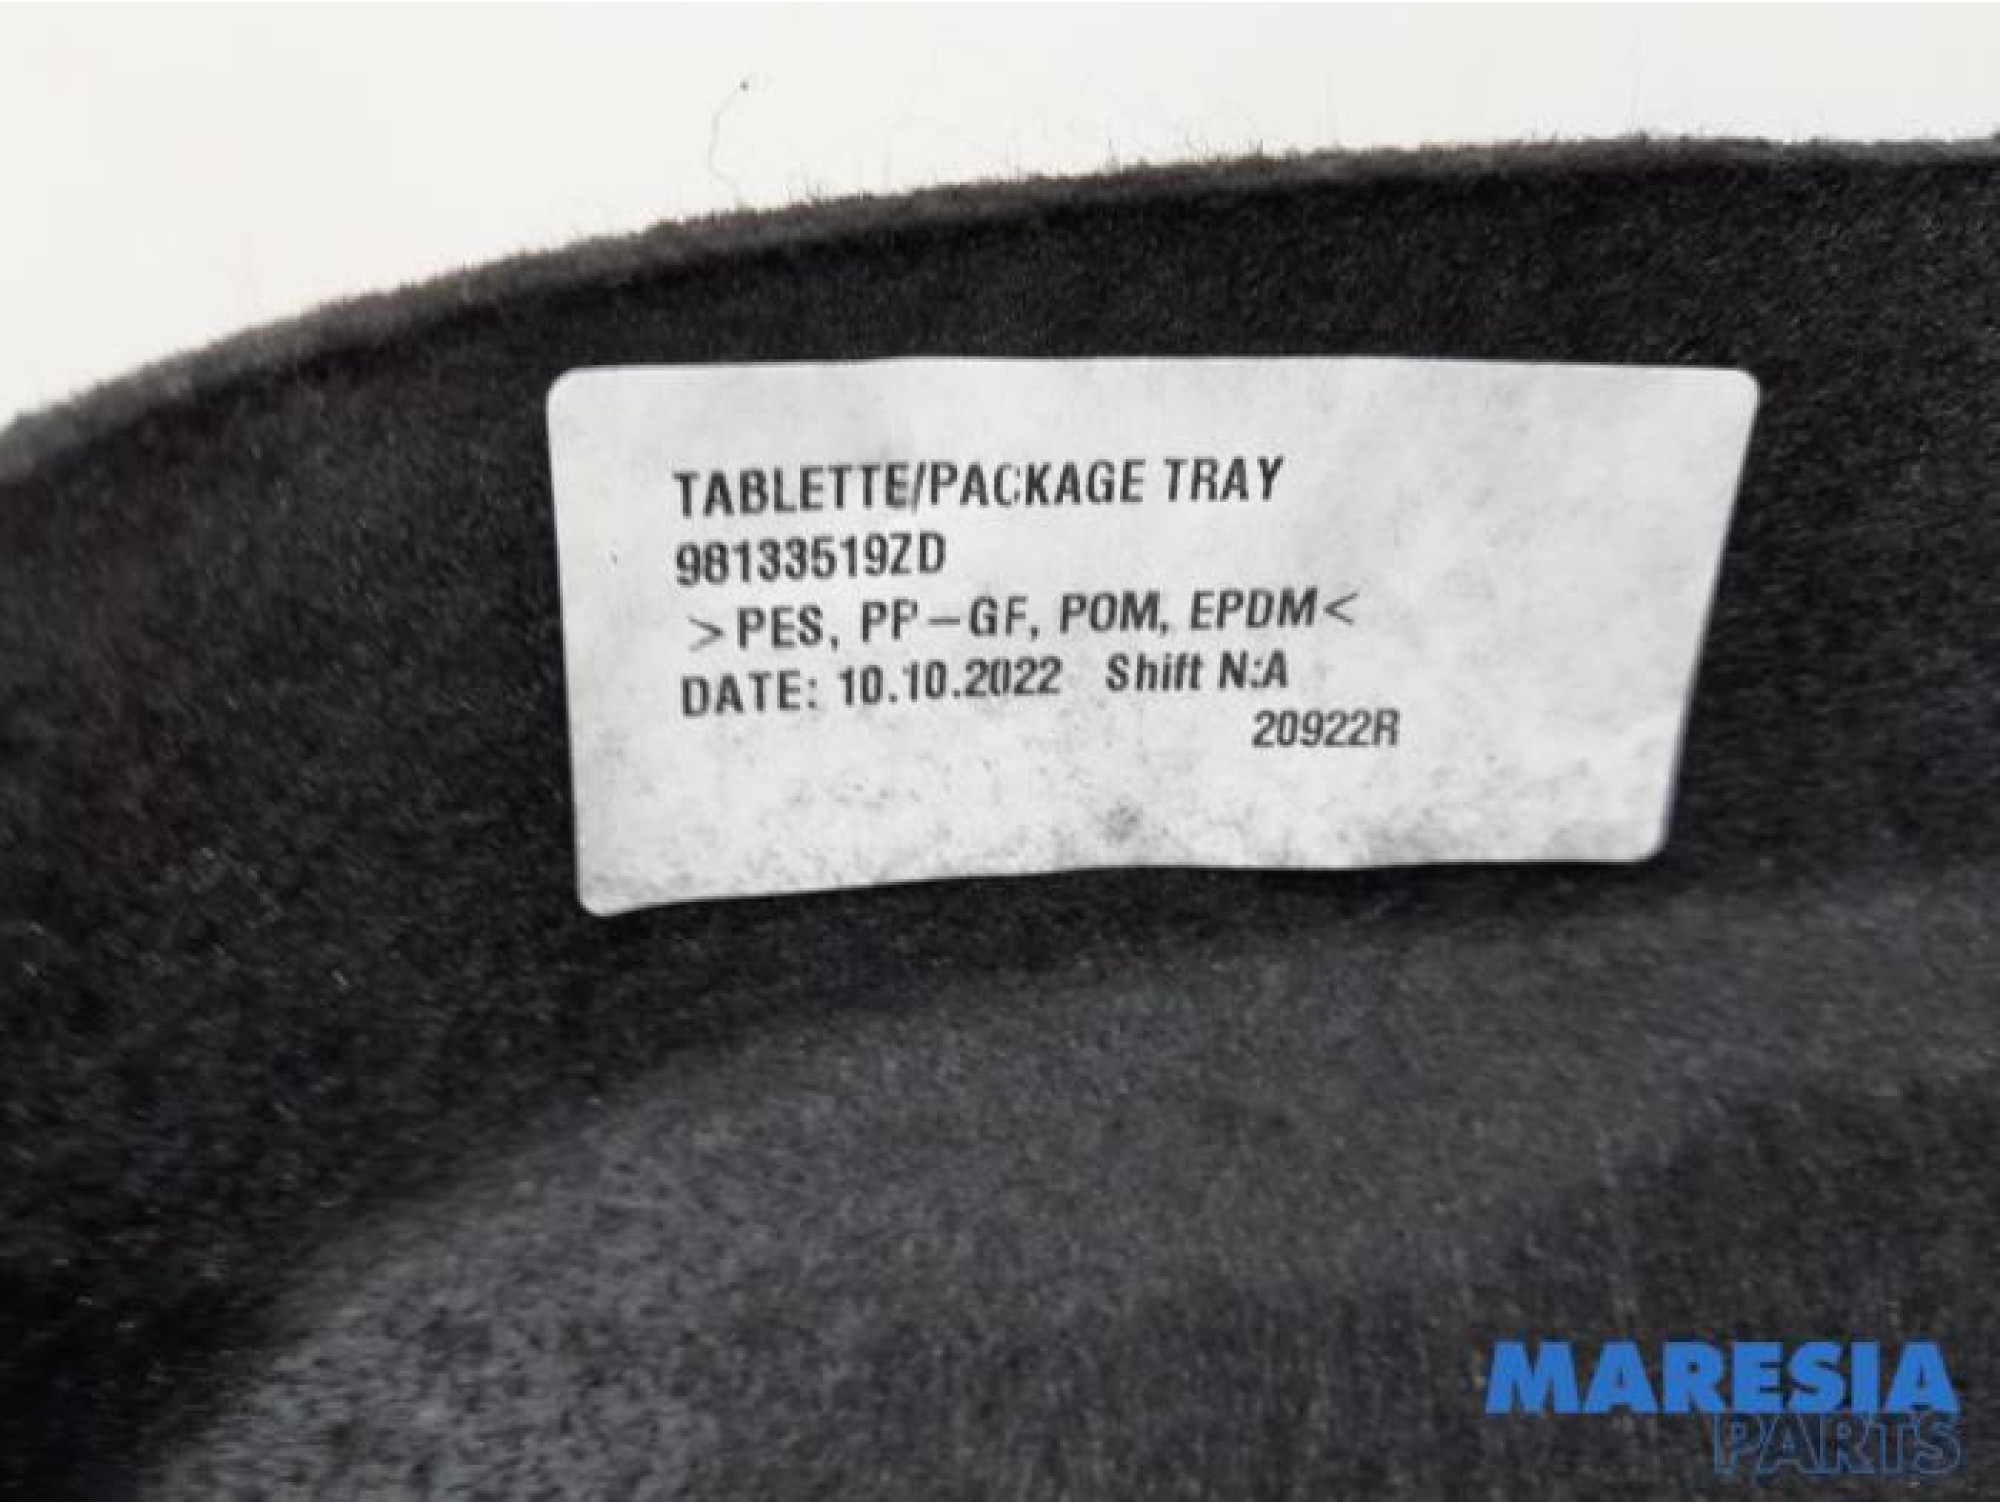 TABLETTE/PACKAGE TRAY
98133519ZD
>PES, PP-GF, POM, EPDM<
DATE: 10.10.2022 Shift N:A
20922R
MARESIA
PARTS